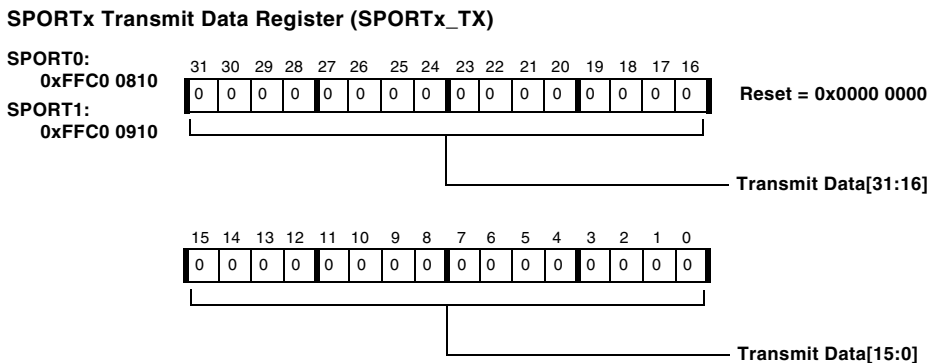 SPORTx Transmit Data Register (SPORTx_TX)
SPORT0:
0xFFC0 0810
SPORT1:
0xFFC0 0910
31 30 29 28 27 26 25 24 23 22 21 20 19 18 17 16
0 0 0 0 0 0 0 0 0 0 0 0 0 0 0 0
Reset = 0x0000 0000
Transmit Data[31:16]
15 14 13 12 11 10 9 8 7 6 5 4 3 2 1 0
0 0 0 0 0 0 0 0 0 0 0 0 0 0 0 0
Transmit Data[15:0]